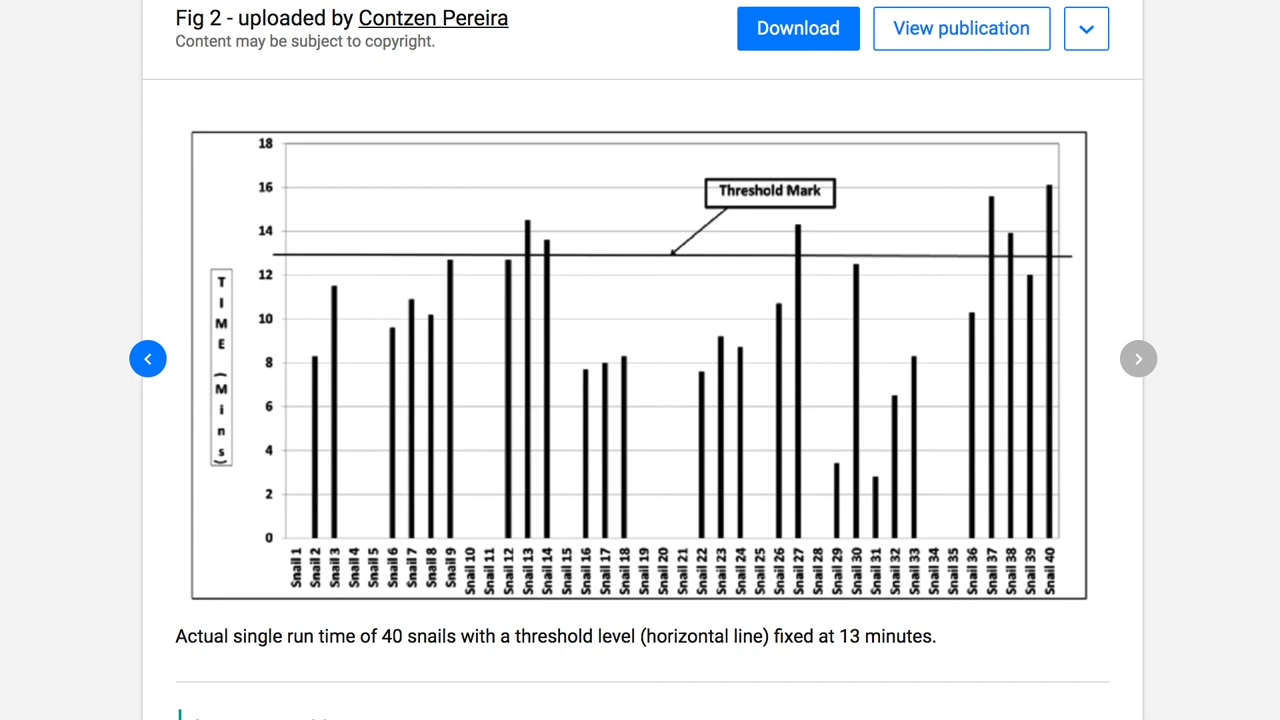 Fig 2 - uploaded by Contzen Pereira
Content may be subject to copyright.
Download
View publication
18
16
14
12
10
8
6
4
2
0
TIME (Mins)
Threshold Mark
Snail 1
Snail 2
Snail 3
Snail 4
Snail 5
Snail 6
Snail 7
Snail 8
Snail 9
Snail 10
Snail 11
Snail 12
Snail 13
Snail 14
Snail 15
Snail 16
Snail 17
Snail 18
Snail 19
Snail 20
Snail 21
Snail 22
Snail 23
Snail 24
Snail 25
Snail 26
Snail 27
Snail 28
Snail 29
Snail 30
Snail 31
Snail 32
Snail 33
Snail 34
Snail 35
Snail 36
Snail 37
Snail 38
Snail 39
Snail 40
Actual single run time of 40 snails with a threshold level (horizontal line) fixed at 13 minutes.